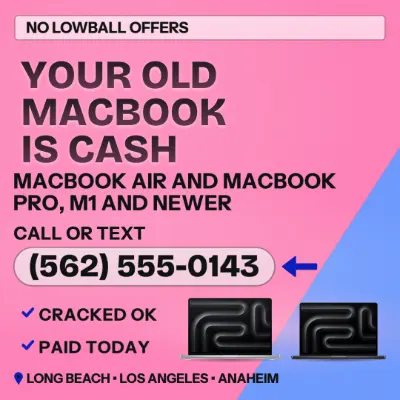 NO LOWBALL OFFERS
YOUR OLD
MACBOOK
IS CASH
MACBOOK AIR AND MACBOOK
PRO, M1 AND NEWER
CALL OR TEXT
(562) 555-0143
CRACKED OK
PAID TODAY
LONG BEACH • LOS ANGELES • ANAHEIM